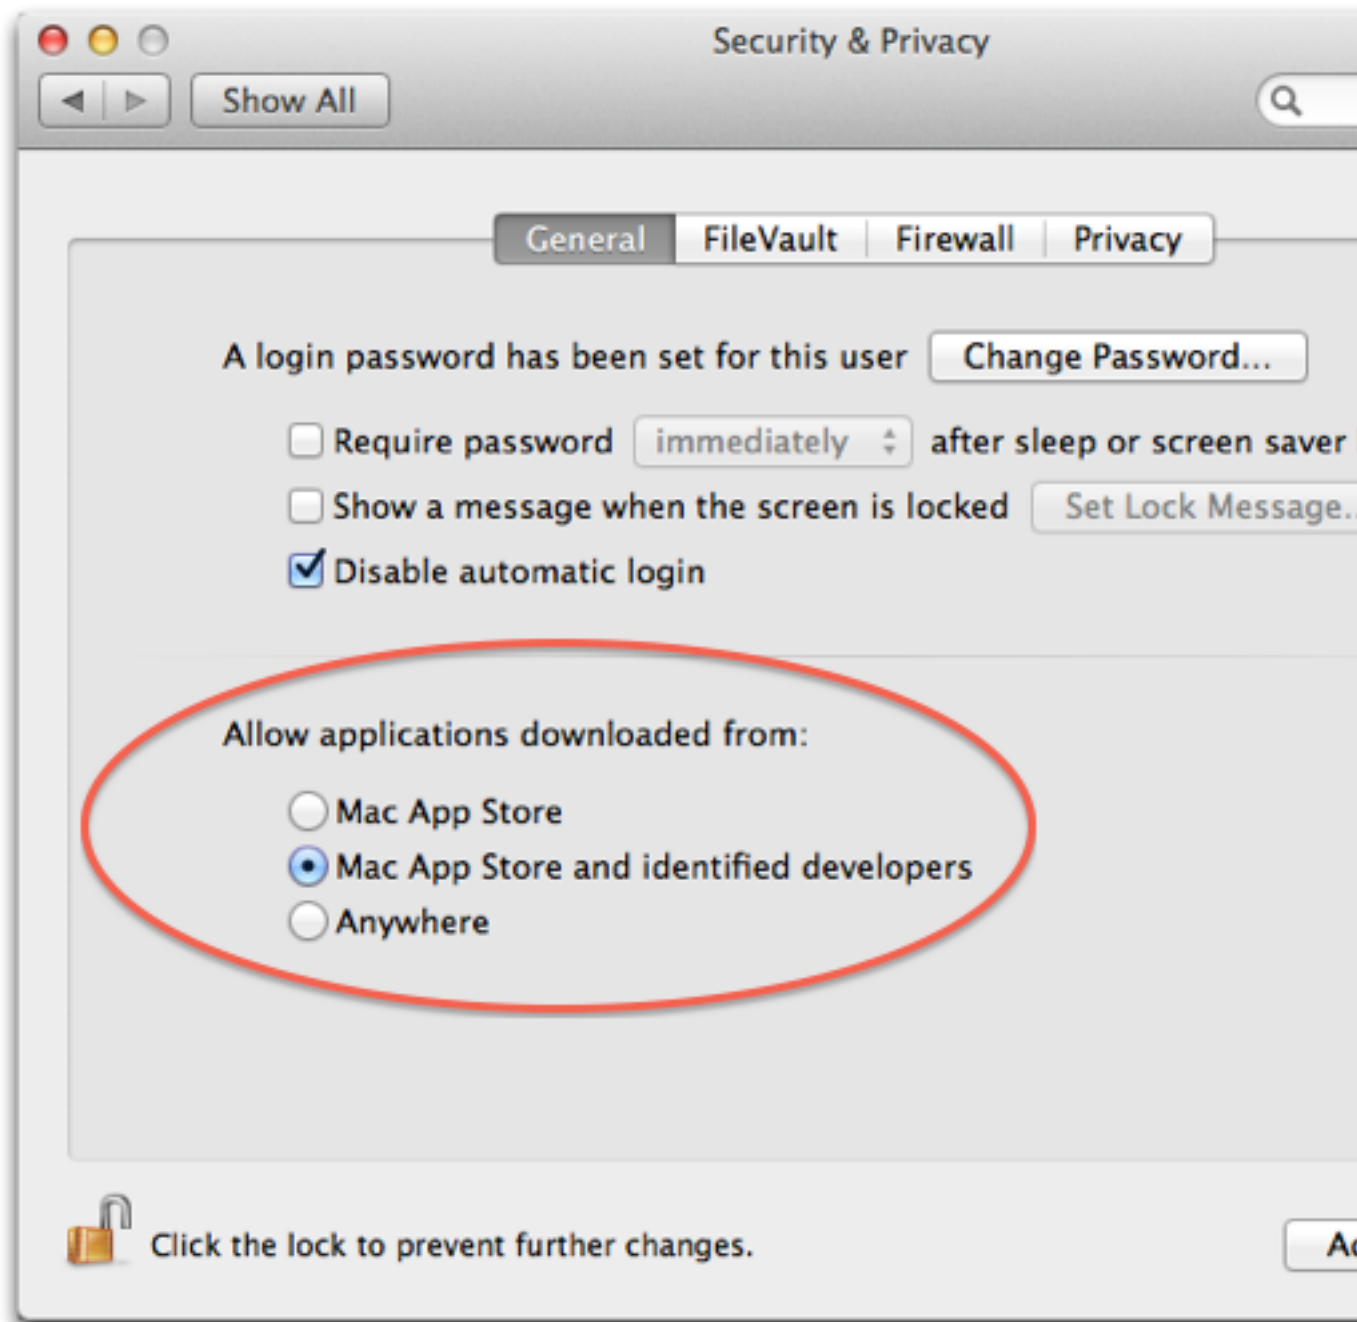 Security & Privacy
Show All
General FileVault Firewall Privacy
A login password has been set for this user Change Password...
Require password immediately after sleep or screen saver
Show a message when the screen is locked Set Lock Message..
Disable automatic login
Allow applications downloaded from:
Mac App Store
Mac App Store and identified developers
Anywhere
Click the lock to prevent further changes.